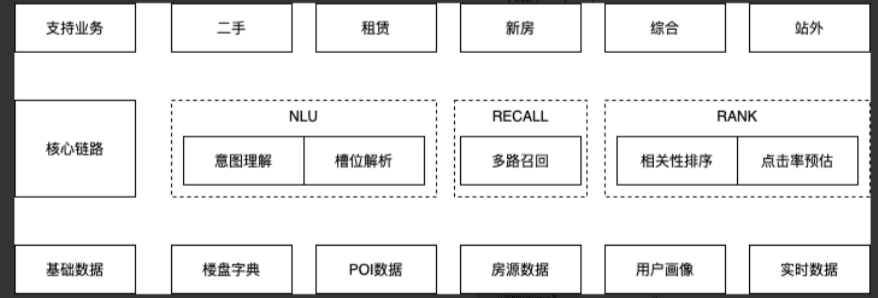 支持业务
二手
租赁
新房
综合
站外
核心链路
NLU
意图理解
槽位解析
RECALL
多路召回
RANK
相关性排序
点击率预估
基础数据
楼盘字典
POI数据
房源数据
用户画像
实时数据